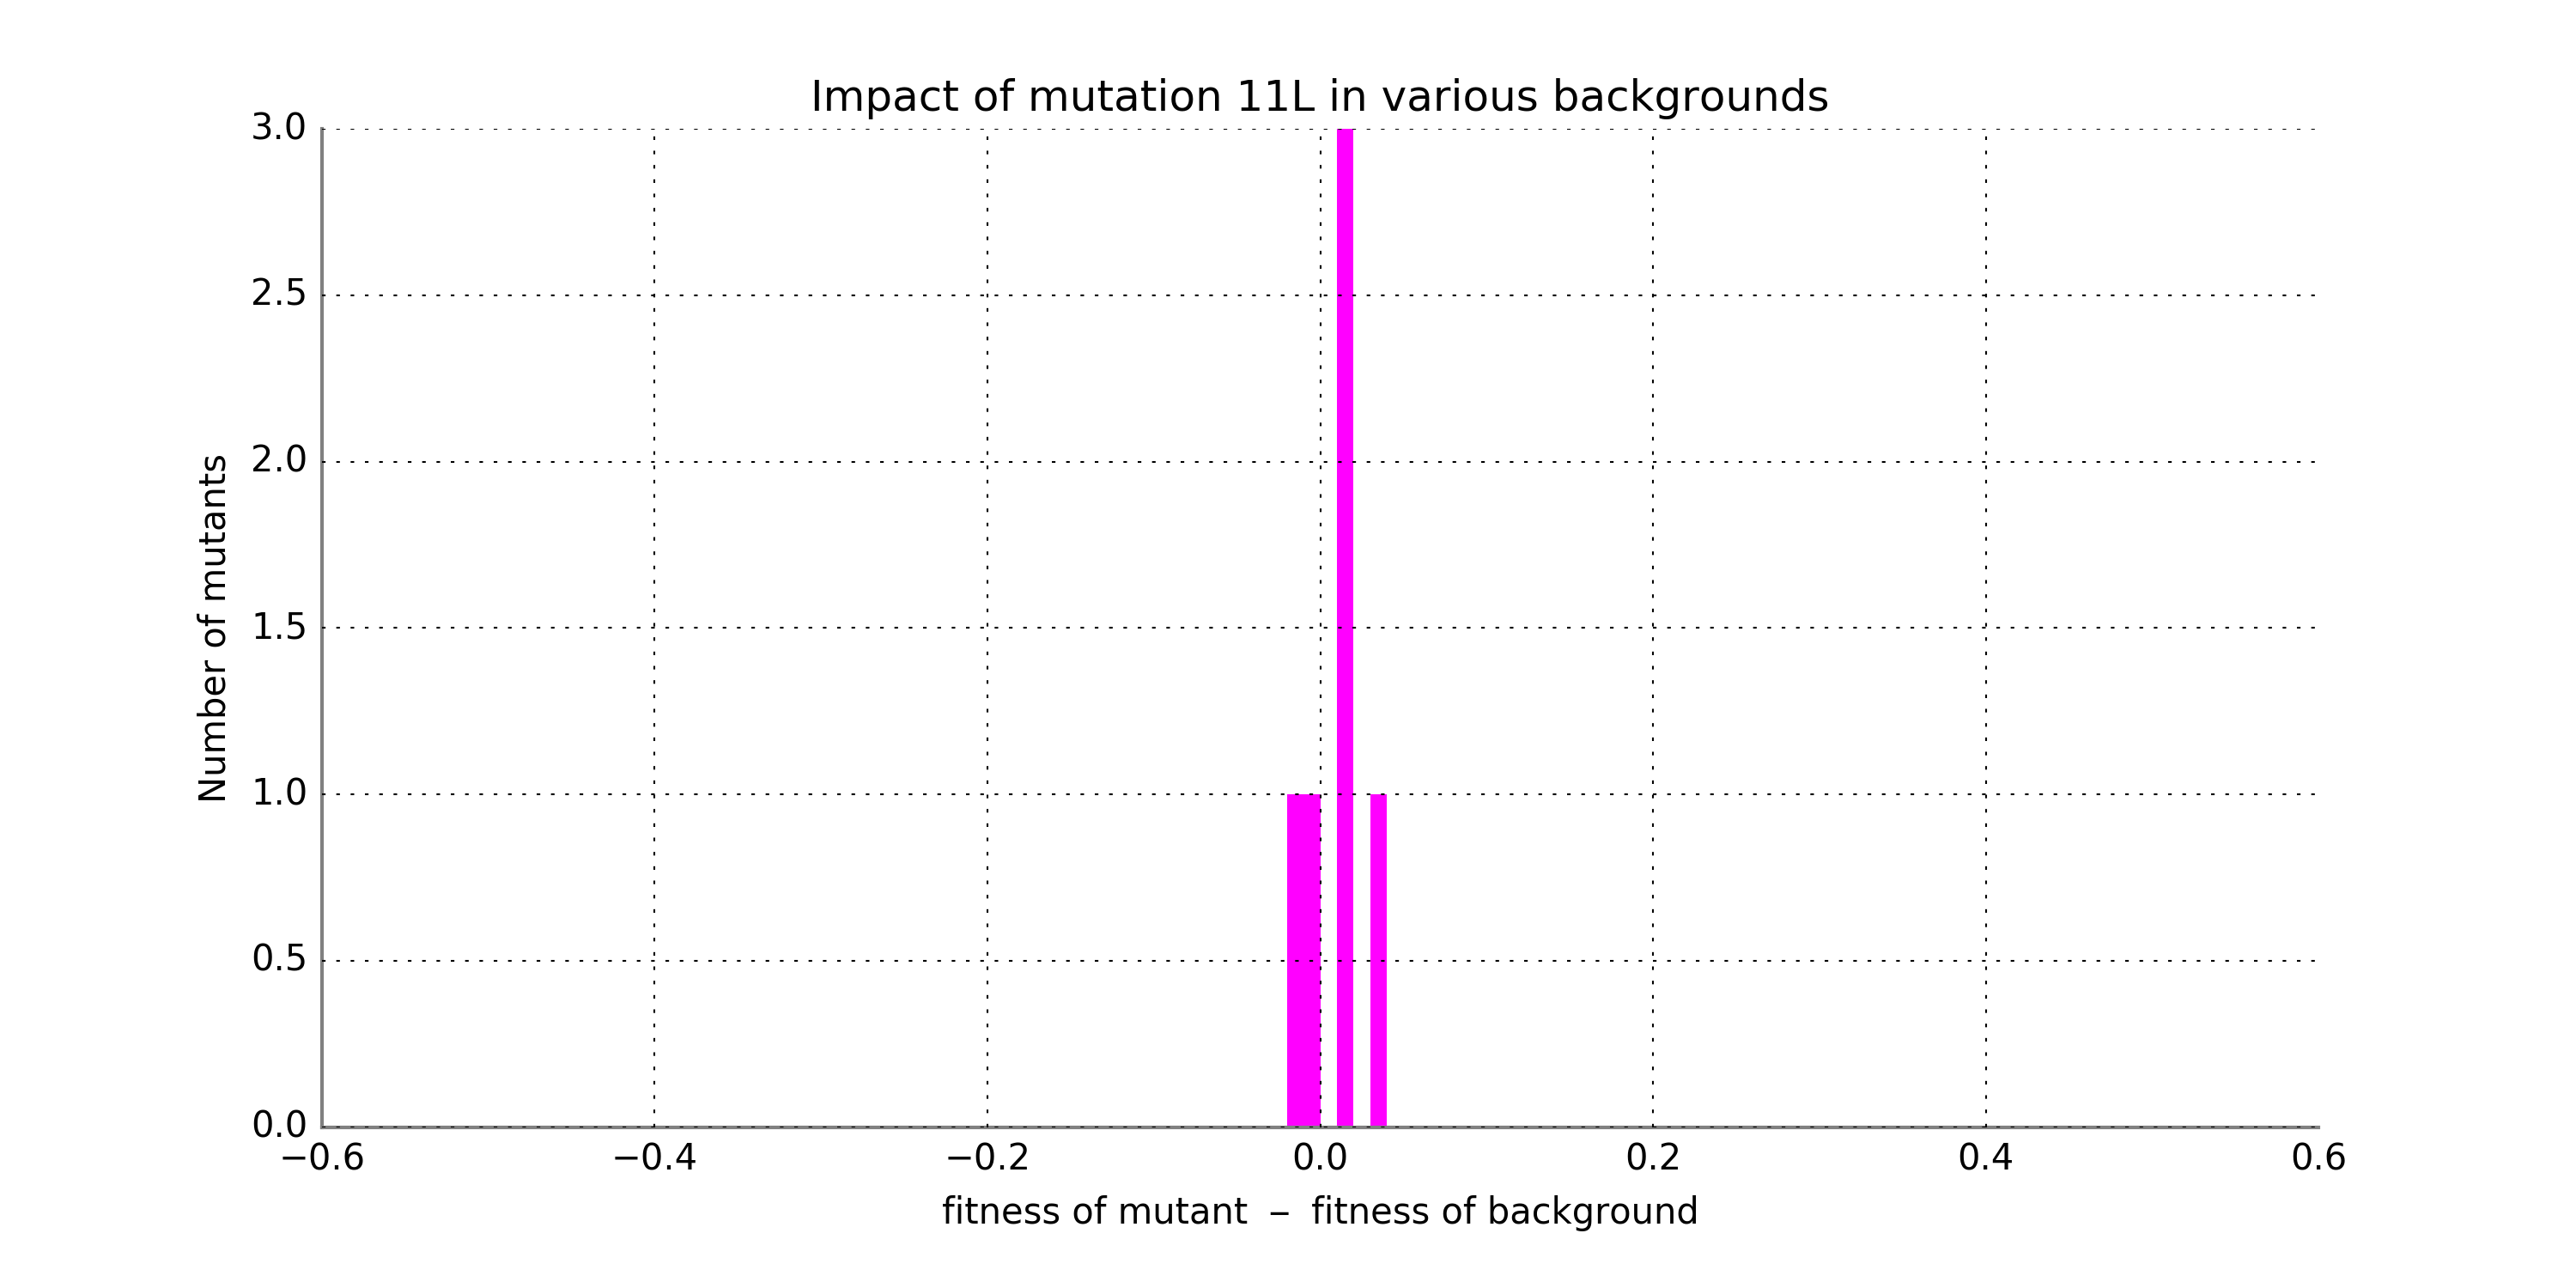 Impact of mutation 11L in various backgrounds
3.0
2.5
2.0
1.5
1.0
0.5
0.0
Number of mutants
−0.6 −0.4 −0.2 0.0 0.2 0.4 0.6
fitness of mutant − fitness of background